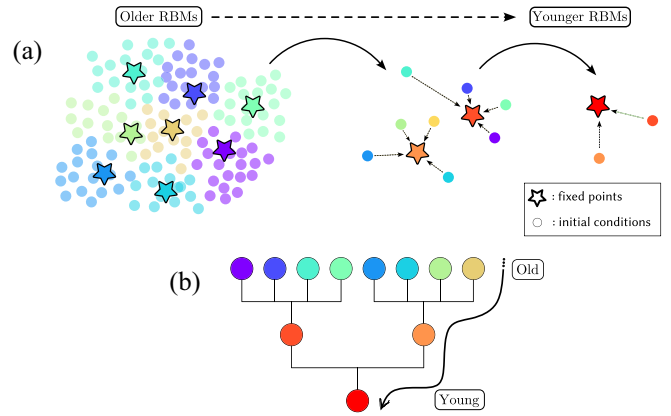 Older RBMs
Younger RBMs
(a)
: fixed points
: initial conditions
(b)
Old
Young